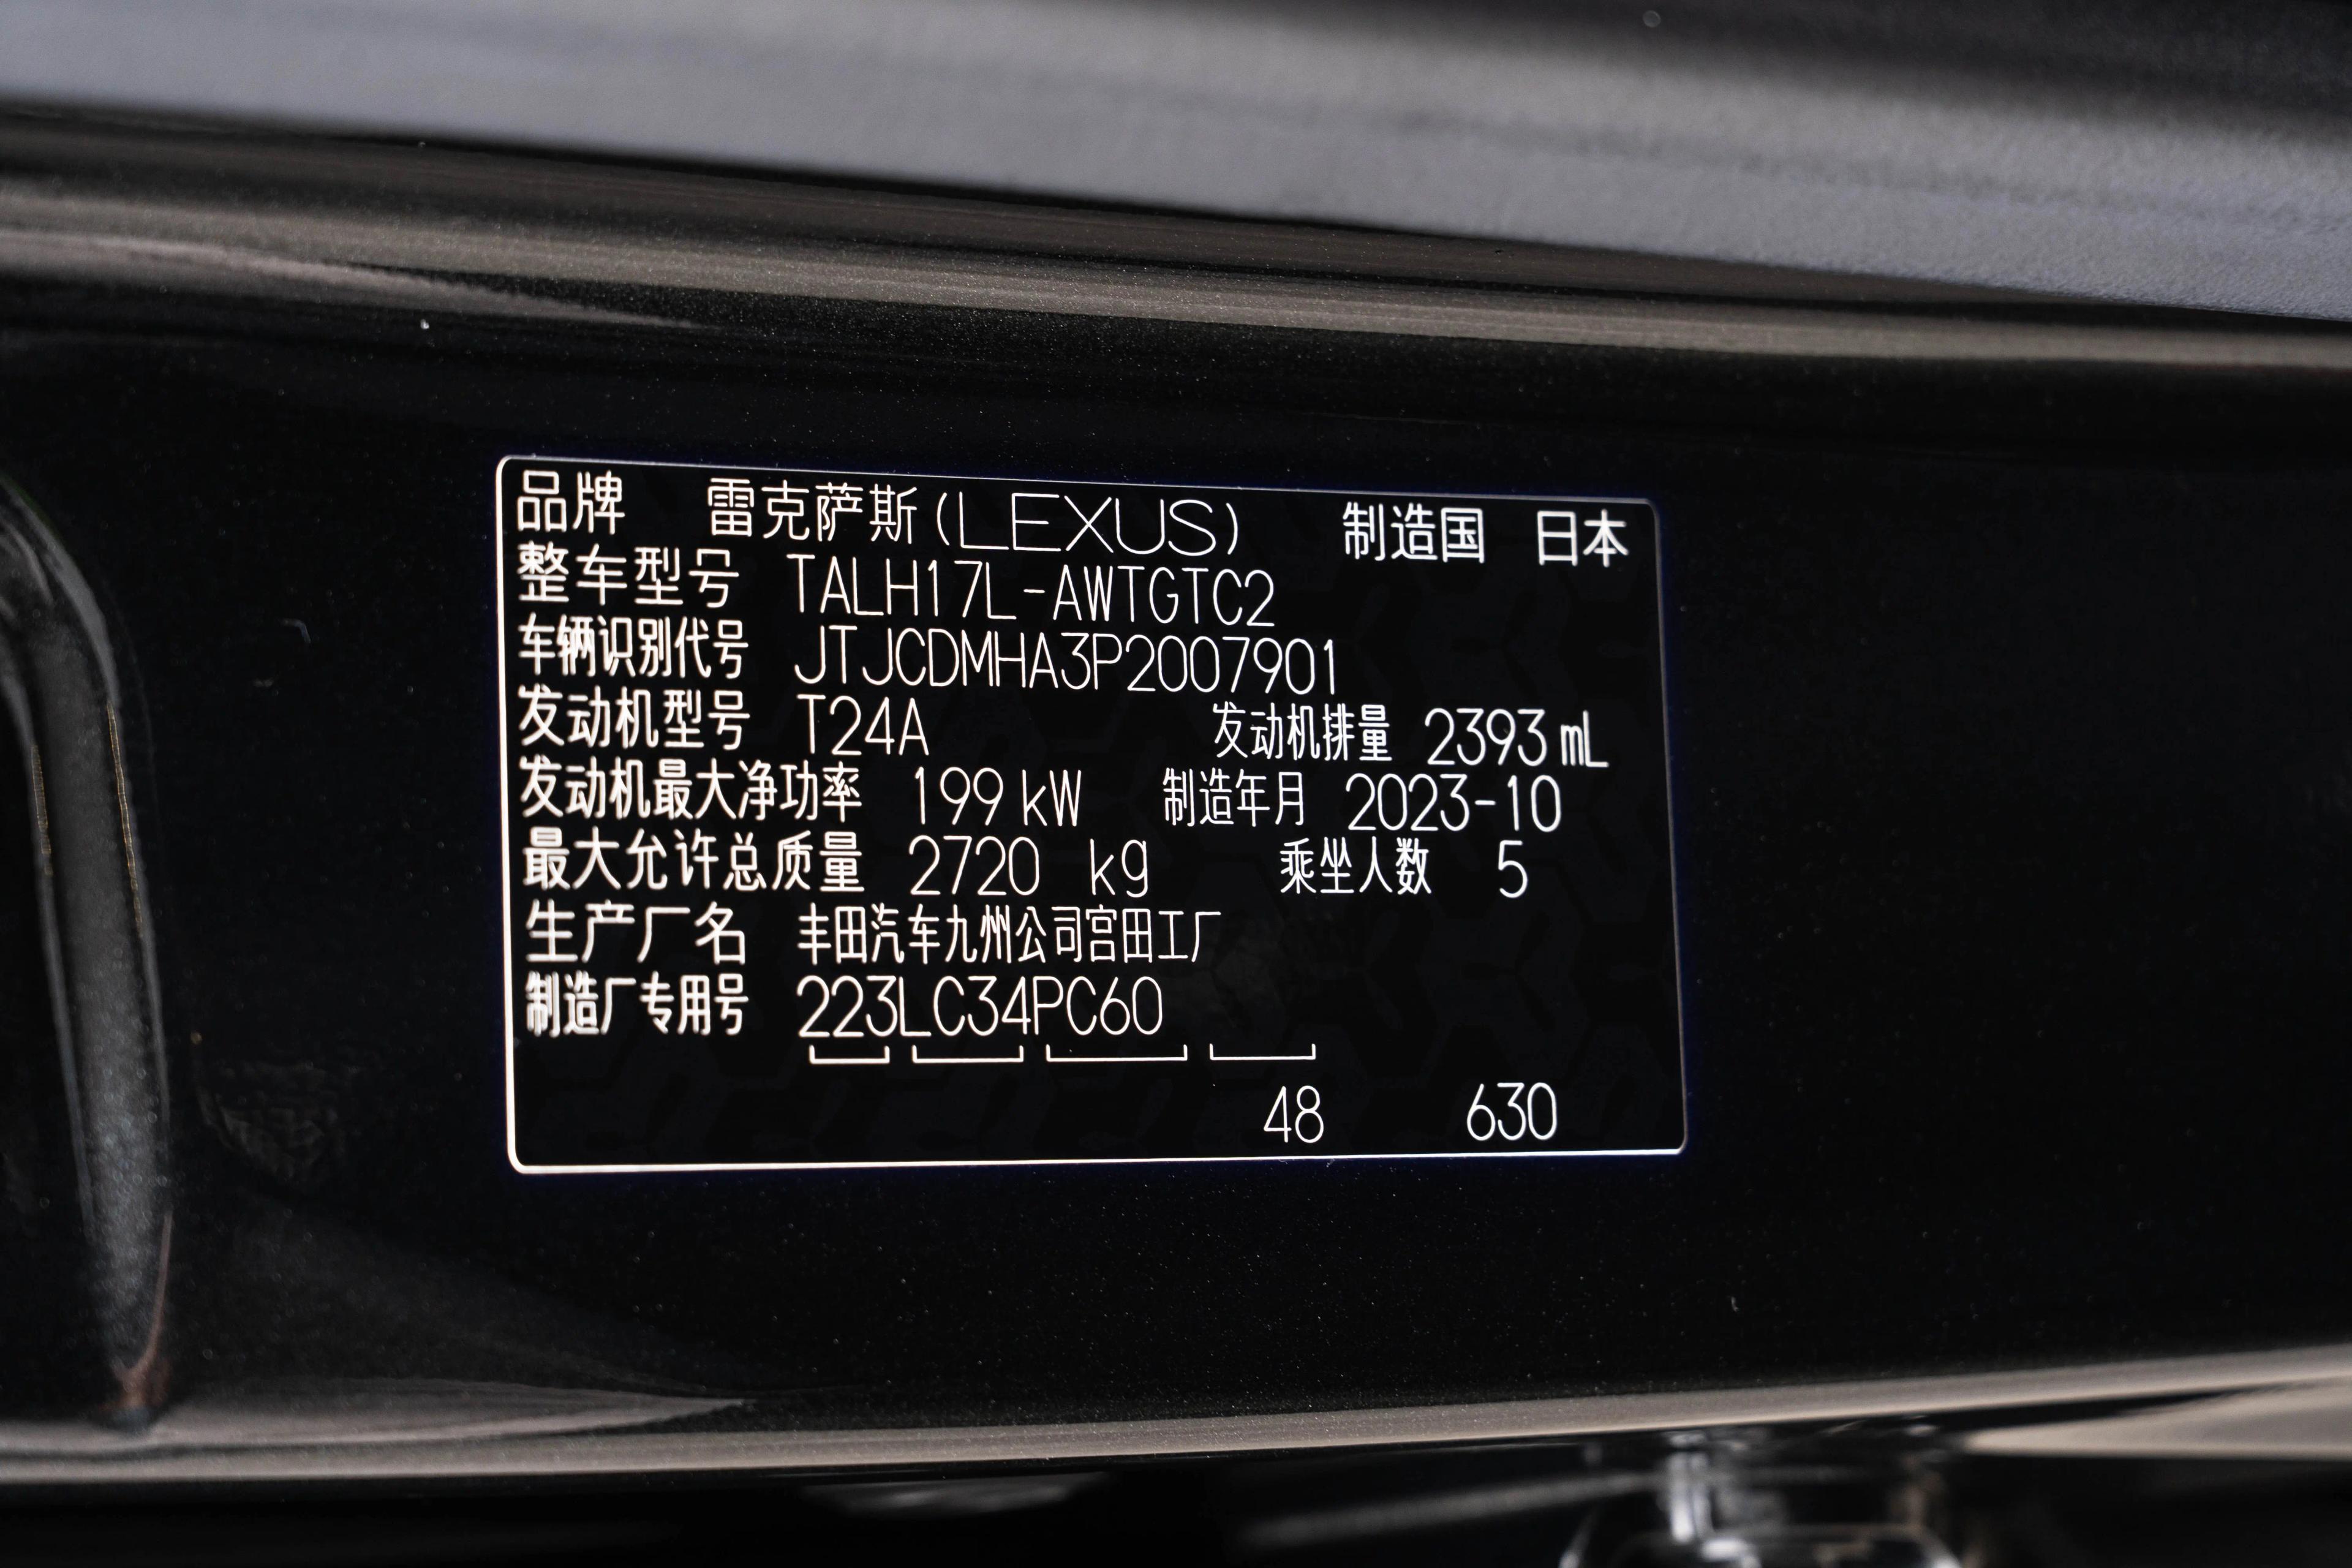 品牌 雷克萨斯(LEXUS) 制造国 日本
整车型号 TALH17L-AWTGTC2
车辆识别代号 JTJCDMHA3P2007901
发动机型号 T24A 发动机排量 2393 mL
发动机最大净功率 199 kW 制造年月 2023-10
最大允许总质量 2720 kg 乘坐人数 5
生产厂名 丰田汽车九州公司宫田工厂
制造厂专用号 223LC34PC60
48 630